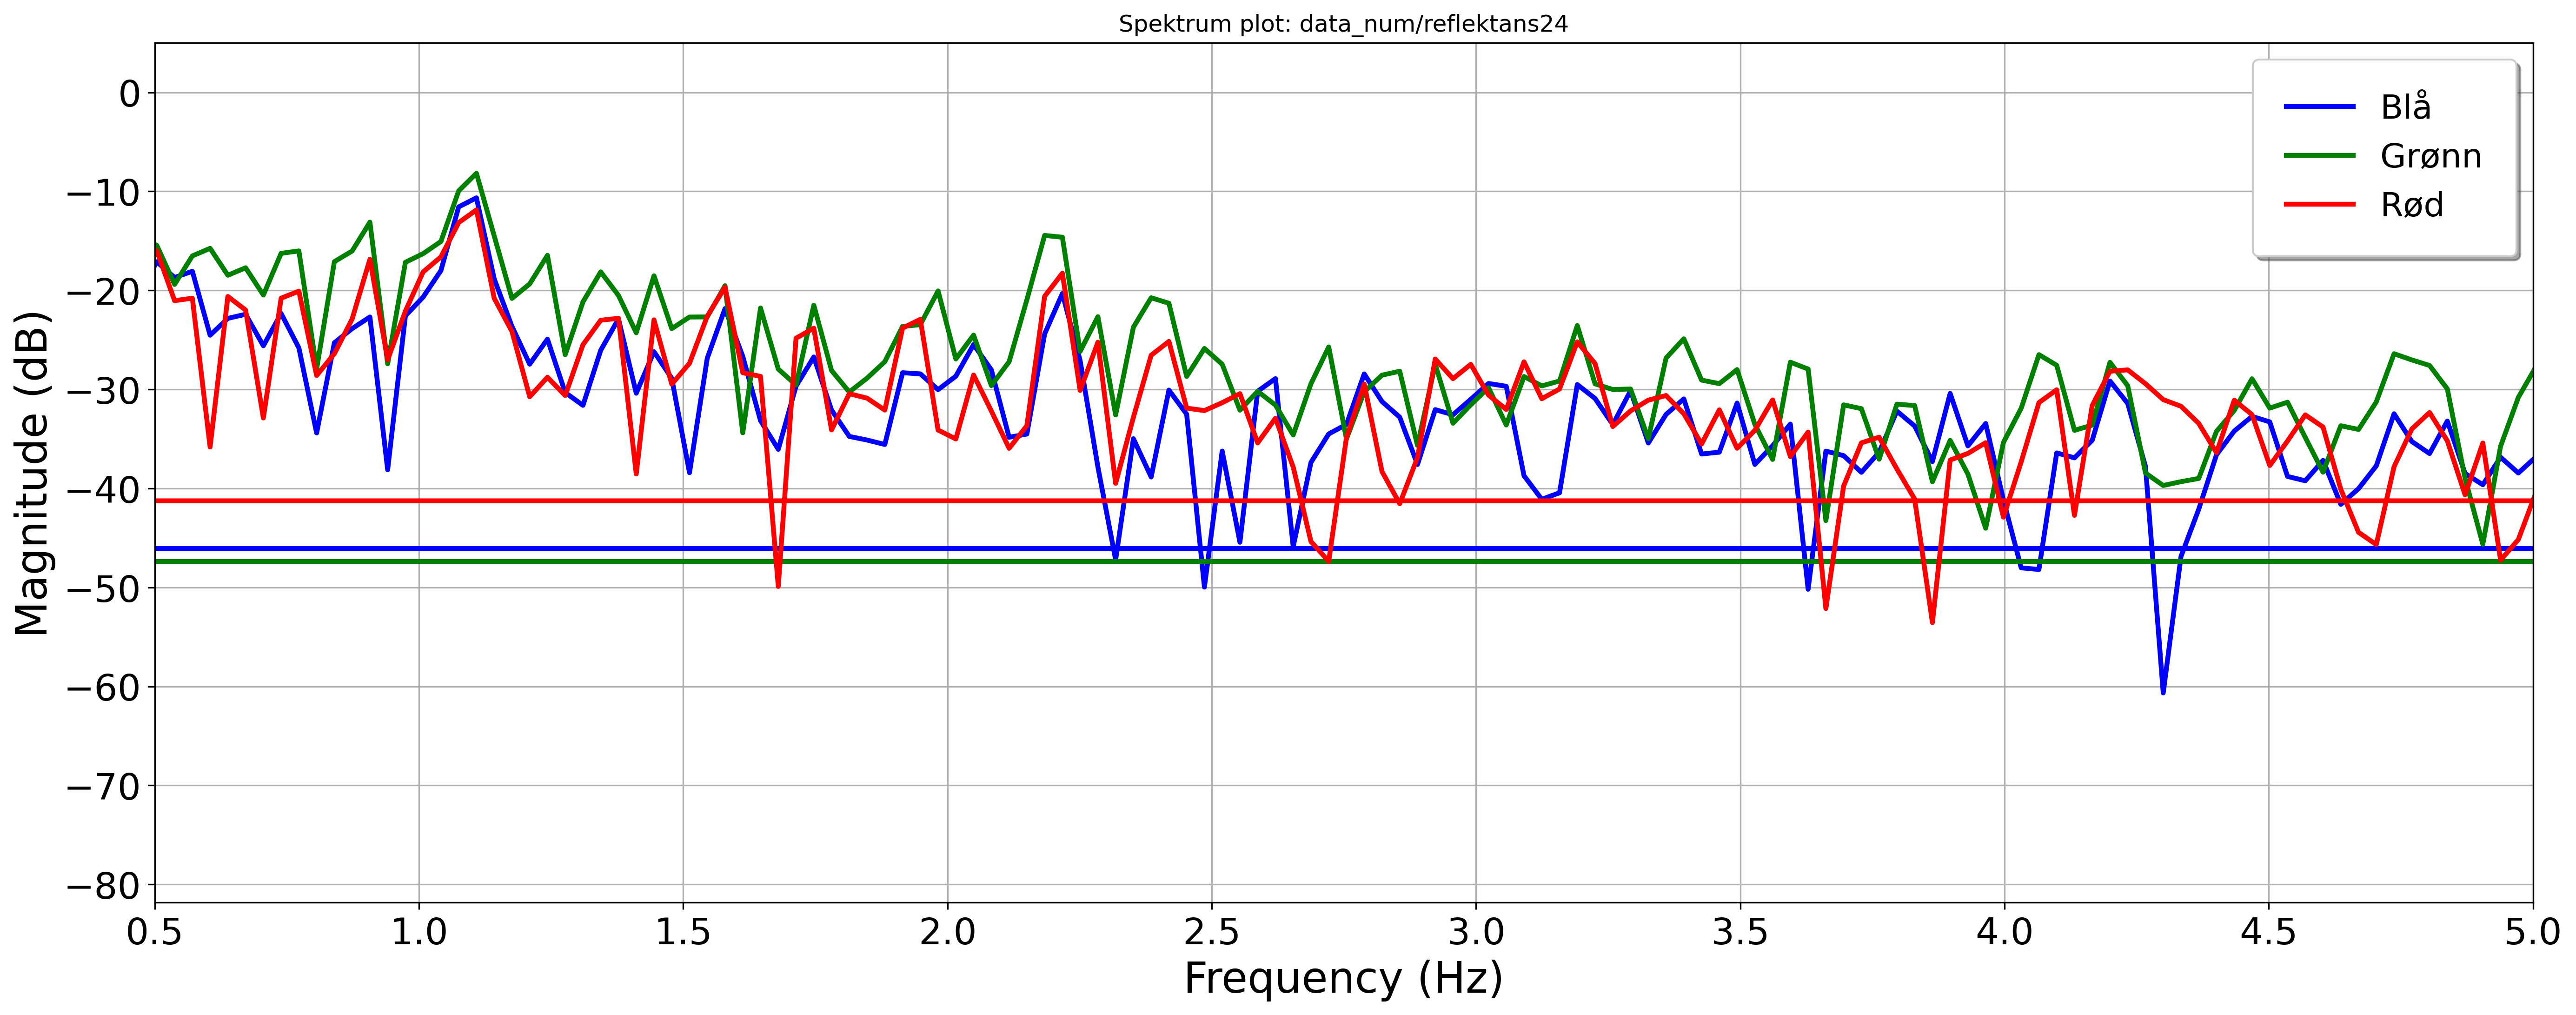 Spektrum plot: data_num/reflektans24
Magnitude (dB)
0
−10
−20
−30
−40
−50
−60
−70
−80
Blå
Grønn
Rød
0.5 1.0 1.5 2.0 2.5 3.0 3.5 4.0 4.5 5.0
Frequency (Hz)